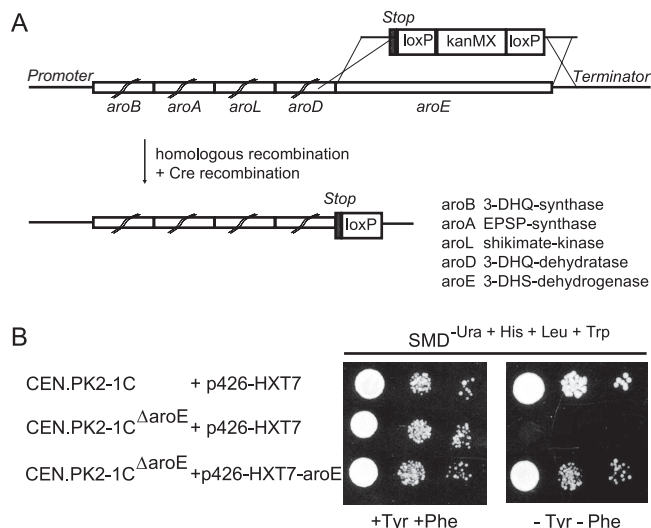 A
Stop
loxP kanMX loxP
Promoter
Terminator
aroB aroA aroL aroD aroE
homologous recombination
+ Cre recombination
Stop
loxP
aroB 3-DHQ-synthase
aroA EPSP-synthase
aroL shikimate-kinase
aroD 3-DHQ-dehydratase
aroE 3-DHS-dehydrogenase
B
SMD-Ura + His + Leu + Trp
CEN.PK2-1C + p426-HXT7
CEN.PK2-1CΔaroE + p426-HXT7
CEN.PK2-1CΔaroE +p426-HXT7-aroE
+Tyr +Phe
- Tyr - Phe